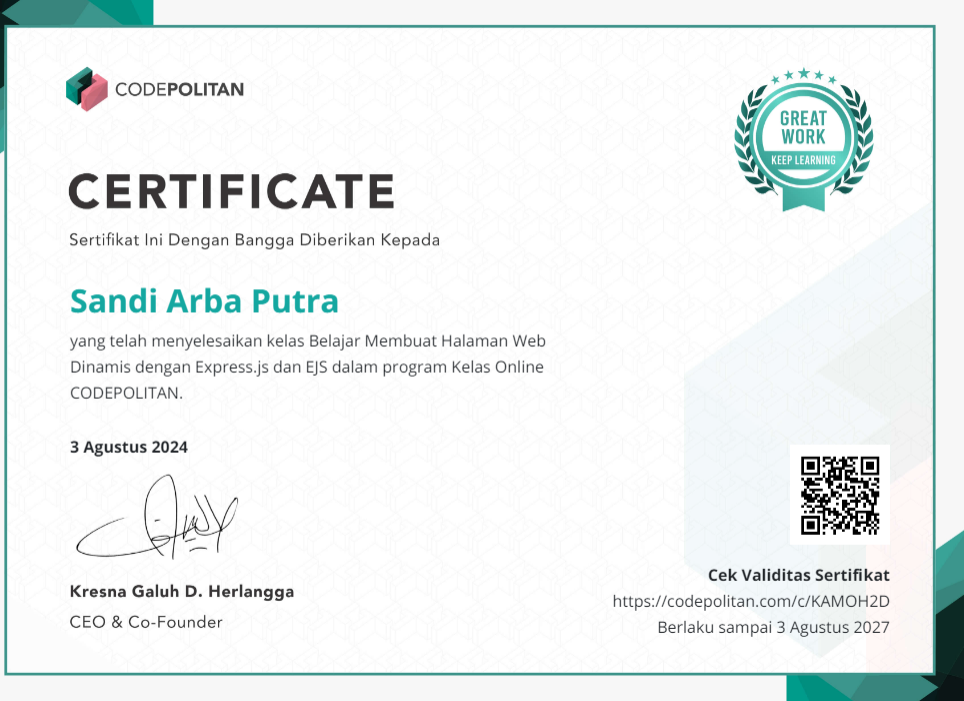 CODEPOLITAN
GREAT
WORK
KEEP LEARNING
CERTIFICATE
Sertifikat Ini Dengan Bangga Diberikan Kepada
Sandi Arba Putra
yang telah menyelesaikan kelas Belajar Membuat Halaman Web
Dinamis dengan Express.js dan EJS dalam program Kelas Online
CODEPOLITAN.
3 Agustus 2024
Kresna Galuh D. Herlangga
CEO & Co-Founder
Cek Validitas Sertifikat
https://codepolitan.com/c/KAMOH2D
Berlaku sampai 3 Agustus 2027